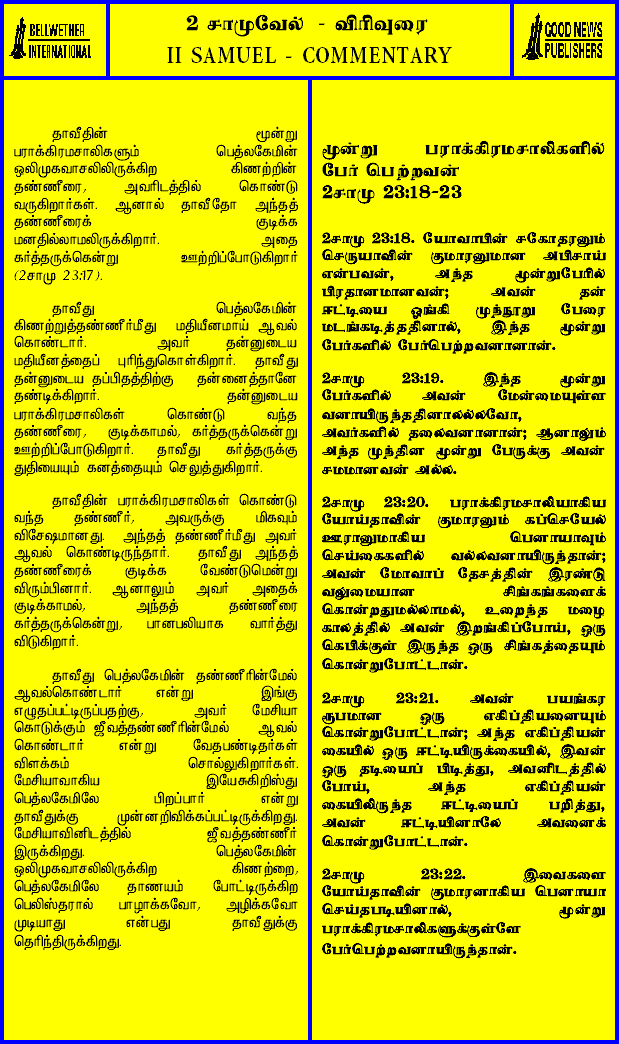 BELLWETHER
INTERNATIONAL
2 சாமுவேல் - விரிவுரை
II SAMUEL - COMMENTARY
GOOD NEWS
PUBLISHERS
தாவீதின் மூன்று
பராக்கிரமசாலிகளும் பெத்லகேமின்
ஒலிமுகவாசலிலிருக்கிற கிணற்றின்
தண்ணீரை, அவரிடத்தில் கொண்டு
வருகிறார்கள். ஆனால் தாவீதோ அந்தத்
தண்ணீரைக் குடிக்க
மனதில்லாமலிருக்கிறார். அதை
கர்த்தருக்கென்று ஊற்றிப்போடுகிறார்
(2சாமு 23:17).
தாவீது பெத்லகேமின்
கிணற்றுத்தண்ணீர்மீது மதியீனமாய் ஆவல்
கொண்டார். அவர் தன்னுடைய
மதியீனத்தைப் புரிந்துகொள்கிறார். தாவீது
தன்னுடைய தப்பிதத்திற்கு தன்னைத்தானே
தண்டிக்கிறார். தன்னுடைய
பராக்கிரமசாலிகள் கொண்டு வந்த
தண்ணீரை, குடிக்காமல், கர்த்தருக்கென்று
ஊற்றிப்போடுகிறார். தாவீது கர்த்தருக்கு
துதியையும் கனத்தையும் செலுத்துகிறார்.
தாவீதின் பராக்கிரமசாலிகள் கொண்டு
வந்த தண்ணீர், அவருக்கு மிகவும்
விசேஷமானது. அந்தத் தண்ணீர்மீது அவர்
ஆவல் கொண்டிருந்தார். தாவீது அந்தத்
தண்ணீரைக் குடிக்க வேண்டுமென்று
விரும்பினார். ஆனாலும் அவர் அதைக்
குடிக்காமல், அந்தத் தண்ணீரை
கர்த்தருக்கென்று, பானபலியாக வார்த்து
விடுகிறார்.
தாவீது பெத்லகேமின் தண்ணீரின்மேல்
ஆவல்கொண்டார் என்று இங்கு
எழுதப்பட்டிருப்பதற்கு, அவர் மேசியா
கொடுக்கும் ஜீவத்தண்ணீரின்மேல் ஆவல்
கொண்டார் என்று வேதபண்டிதர்கள்
விளக்கம் சொல்லுகிறார்கள்.
மேசியாவாகிய இயேசுகிறிஸ்து
பெத்லகேமிலே பிறப்பார் என்று
தாவீதுக்கு முன்னறிவிக்கப்பட்டிருக்கிறது.
மேசியாவினிடத்தில் ஜீவத்தண்ணீர்
இருக்கிறது. பெத்லகேமின்
ஒலிமுகவாசலிலிருக்கிற கிணற்றை,
பெத்லகேமிலே தாணயம் போட்டிருக்கிற
பெலிஸ்தரால் பாழாக்கவோ, அழிக்கவோ
முடியாது என்பது தாவீதுக்கு
தெரிந்திருக்கிறது.
மூன்று பராக்கிரமசாலிகளில்
பேர் பெற்றவன்
2சாமு 23:18-23
2சாமு 23:18. யோவாபின் சகோதரனும்
செருயாவின் குமாரனுமான அபிசாய்
என்பவன், அந்த மூன்றுபேரில்
பிரதானமானவன்; அவன் தன்
ஈட்டியை ஓங்கி முந்நூறு பேரை
மடங்கடித்ததினால், இந்த மூன்று
பேர்களில் பேர்பெற்றவனானான்.
2சாமு 23:19. இந்த மூன்று
பேர்களில் அவன் மேன்மையுள்ள
வனாயிருந்ததினாலல்லவோ,
அவர்களில் தலைவனானான்; ஆனாலும்
அந்த முந்தின மூன்று பேருக்கு அவன்
சமமானவன் அல்ல.
2சாமு 23:20. பராக்கிரமசாலியாகிய
யோய்தாவின் குமாரனும் கப்செயேல்
ஊரானுமாகிய பெனாயாவும்
செய்கைகளில் வல்லவனாயிருந்தான்;
அவன் மோவாப் தேசத்தின் இரண்டு
வலுமையான சிங்கங்களைக்
கொன்றதுமல்லாமல், உறைந்த மழை
காலத்தில் அவன் இறங்கிப்போய், ஒரு
கெபிக்குள் இருந்த ஒரு சிங்கத்தையும்
கொன்றுபோட்டான்.
2சாமு 23:21. அவன் பயங்கர
ரூபமான ஒரு எகிப்தியனையும்
கொன்றுபோட்டான்; அந்த எகிப்தியன்
கையில் ஒரு ஈட்டியிருக்கையில், இவன்
ஒரு தடியைப் பிடித்து, அவனிடத்தில்
போய், அந்த எகிப்தியன்
கையிலிருந்த ஈட்டியைப் பறித்து,
அவன் ஈட்டியினாலே அவனைக்
கொன்றுபோட்டான்.
2சாமு 23:22. இவைகளை
யோய்தாவின் குமாரனாகிய பெனாயா
செய்தபடியினால், மூன்று
பராக்கிரமசாலிகளுக்குள்ளே
பேர்பெற்றவனாயிருந்தான்.